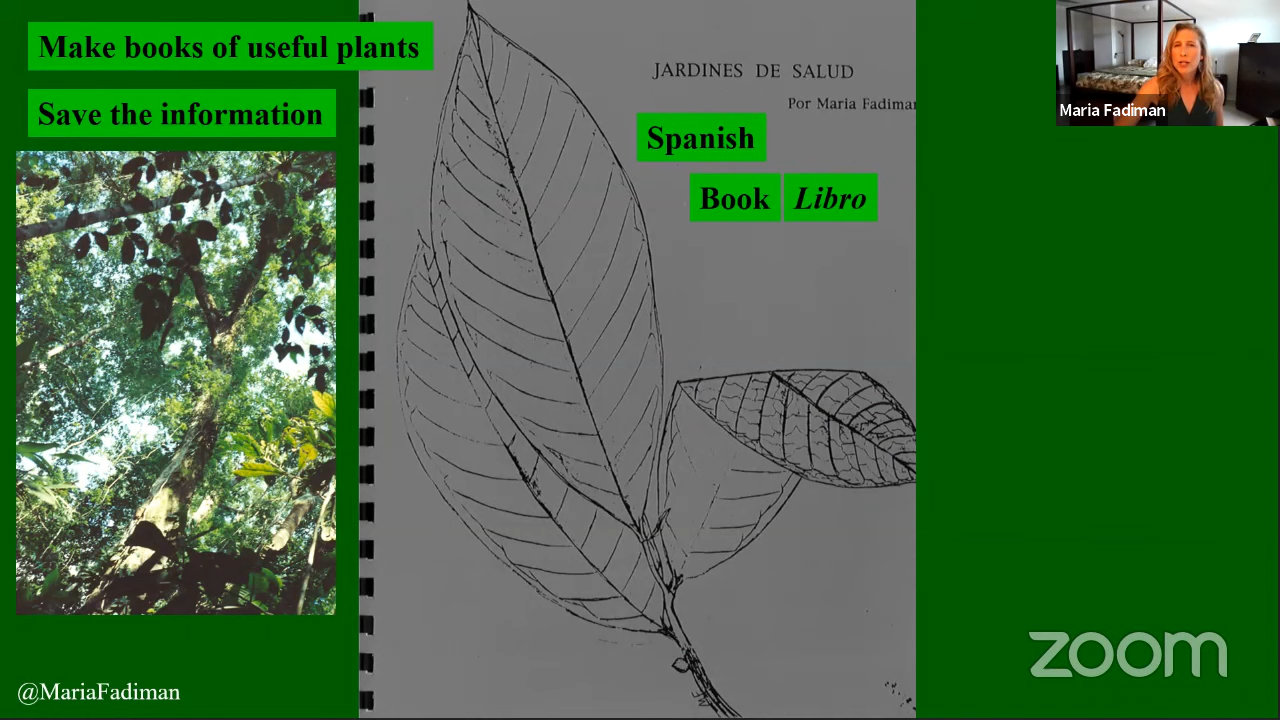 Make books of useful plants
Save the information
JARDINES DE SALUD
Por Maria Fadiman
Spanish
Book Libro
Maria Fadiman
@MariaFadiman
zoom